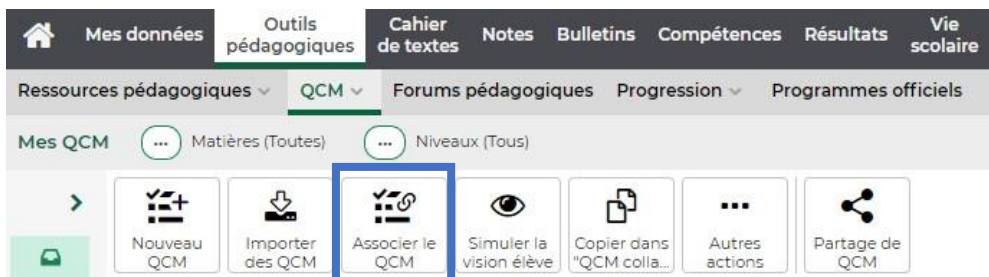 Mes données Outils pédagogiques Cahier de textes Notes Bulletins Compétences Résultats Vie scolaire
Ressources pédagogiques QCM Forums pédagogiques Progression Programmes officiels
Mes QCM ... Matières (Toutes) ... Niveaux (Tous)
Nouveau QCM
Importer des QCM
Associer le QCM
Simuler la vision élève
Copier dans "QCM colla...
Autres actions
Partage de QCM